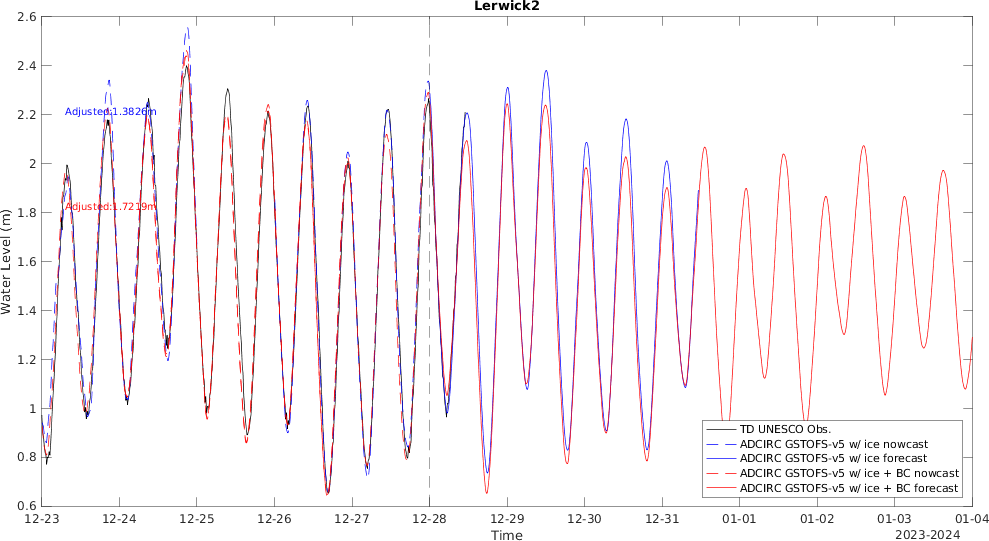 Lerwick2
2.6
2.4
2.2
2
1.8
1.6
1.4
1.2
1
0.8
0.6
Water Level (m)
Adjusted:1.3826m
Adjusted:1.7219m
TD UNESCO Obs.
ADCIRC GSTOFS-v5 w/ ice nowcast
ADCIRC GSTOFS-v5 w/ ice forecast
ADCIRC GSTOFS-v5 w/ ice + BC nowcast
ADCIRC GSTOFS-v5 w/ ice + BC forecast
12-23 12-24 12-25 12-26 12-27 12-28 12-29 12-30 12-31 01-01 01-02 01-03 01-04
Time
2023-2024